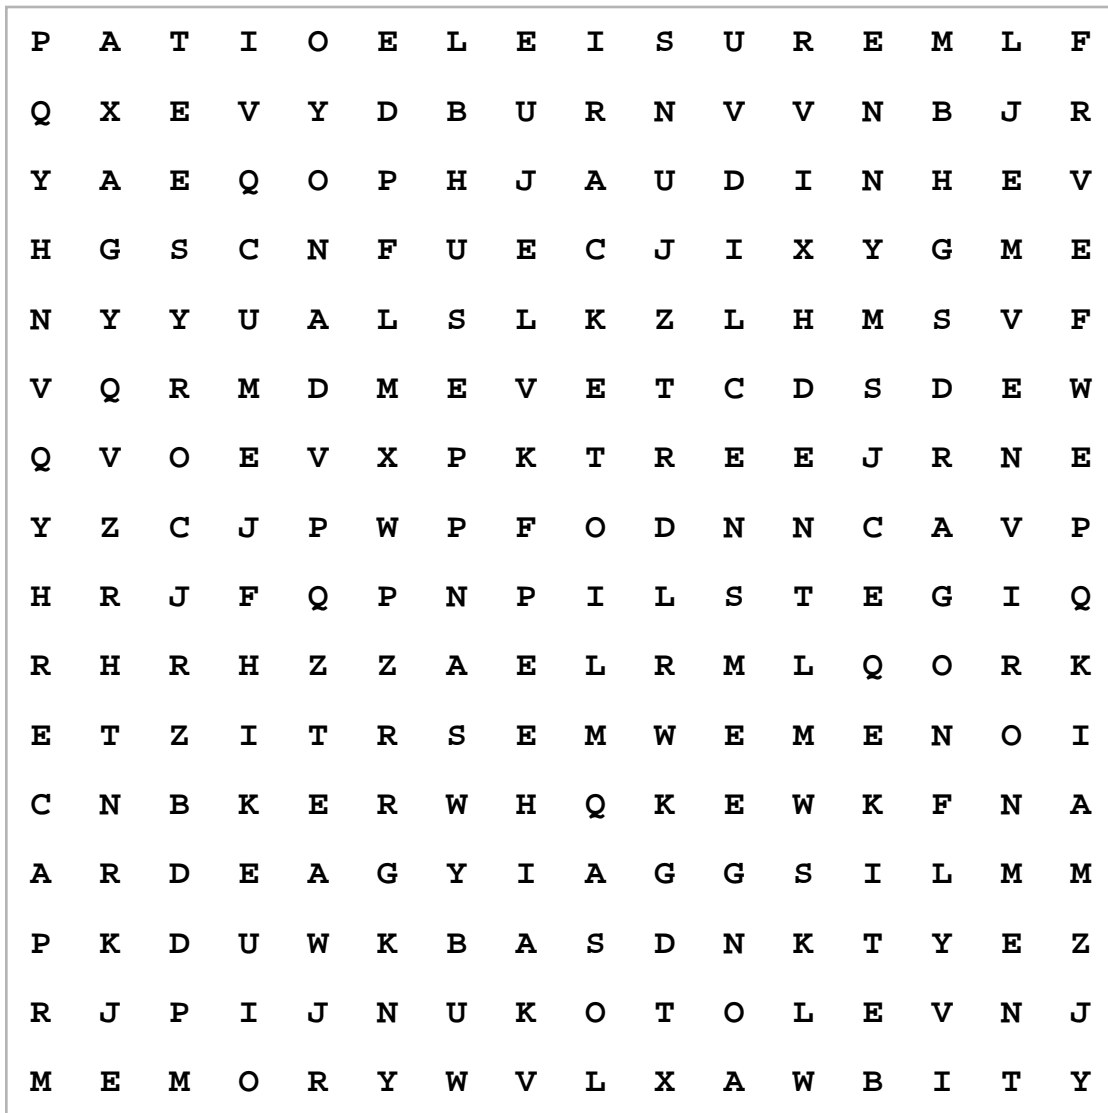 P A T I O E L E I S U R E M L F
Q X E V Y D B U R N V V N B J R
Y A E Q O P H J A U D I N H E V
H G S C N F U E C J I X Y G M E
N Y Y U A L S L K Z L H M S V F
V Q R M D M E V E T C D S D E W
Q V O E V X P K T R E E J R N E
Y Z C J P W P F O D N N C A V P
H R J F Q P N P I L S T E G I Q
R H R H Z Z A E L R M L Q O R K
E T Z I T R S E M W E M E N O I
C N B K E R W H Q K E W K F N A
A R D E A G Y I A G G S I L M M
P K D U W K B A S D N K T Y E Z
R J P I J N U K O T O L E V N J
M E M O R Y W V L X A W B I T Y